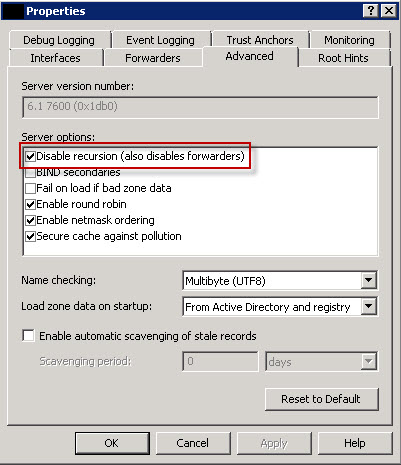 Properties
Debug Logging
Event Logging
Trust Anchors
Monitoring
Interfaces
Forwarders
Advanced
Root Hints
Server version number:
6.1 7600 (0x1db0)
Server options:
Disable recursion (also disables forwarders)
BIND secondaries
Fail on load if bad zone data
Enable round robin
Enable netmask ordering
Secure cache against pollution
Name checking:
Multibyte (UTF8)
Load zone data on startup:
From Active Directory and registry
Enable automatic scavenging of stale records
Scavenging period:
0
days
Reset to Default
OK
Cancel
Apply
Help